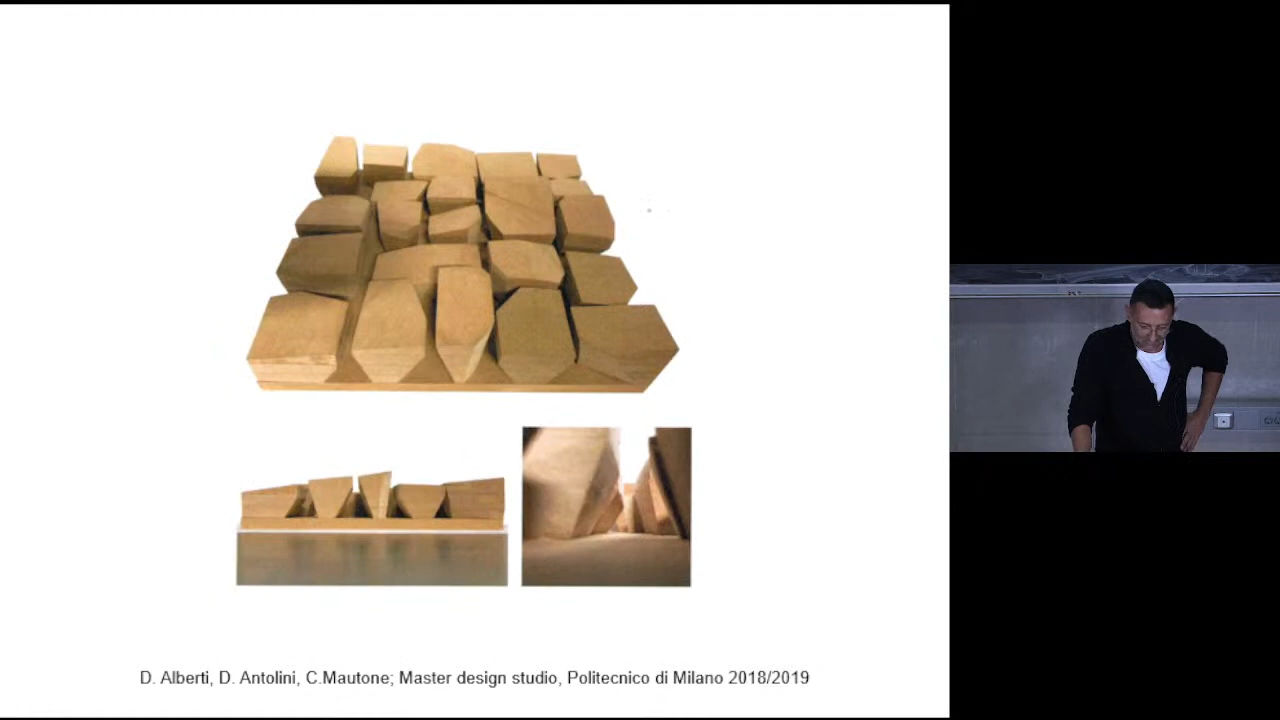 D. Alberti, D. Antolini, C.Mautone; Master design studio, Politecnico di Milano 2018/2019